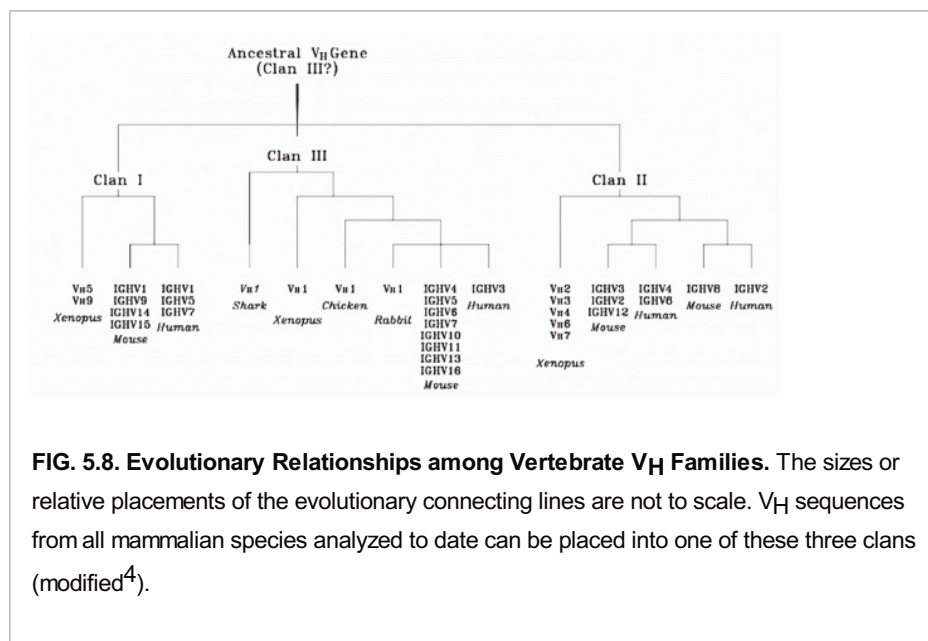 Ancestral VH Gene
(Clan III?)
Clan III
Clan I
Clan II
VH5 IGHV1 IGHV1 VH1 VH1 VH1 VH1 IGHV4 IGHV3 VH2 IGHV3 IGHV4 IGHV8 IGHV2
VH9 IGHV9 IGHV5 Shark Chicken IGHV5 Human VH3 IGHV2 IGHV6 Mouse Human
Xenopus IGHV14 IGHV7 Xenopus Rabbit IGHV6 VH4 IGHV12 Human
IGHV15 Human IGHV7 VH6 Mouse
Mouse IGHV10 VH7
IGHV11
IGHV13 Xenopus
IGHV16
Mouse
FIG. 5.8. Evolutionary Relationships among Vertebrate VH Families. The sizes or
relative placements of the evolutionary connecting lines are not to scale. VH sequences
from all mammalian species analyzed to date can be placed into one of these three clans
(modified4).